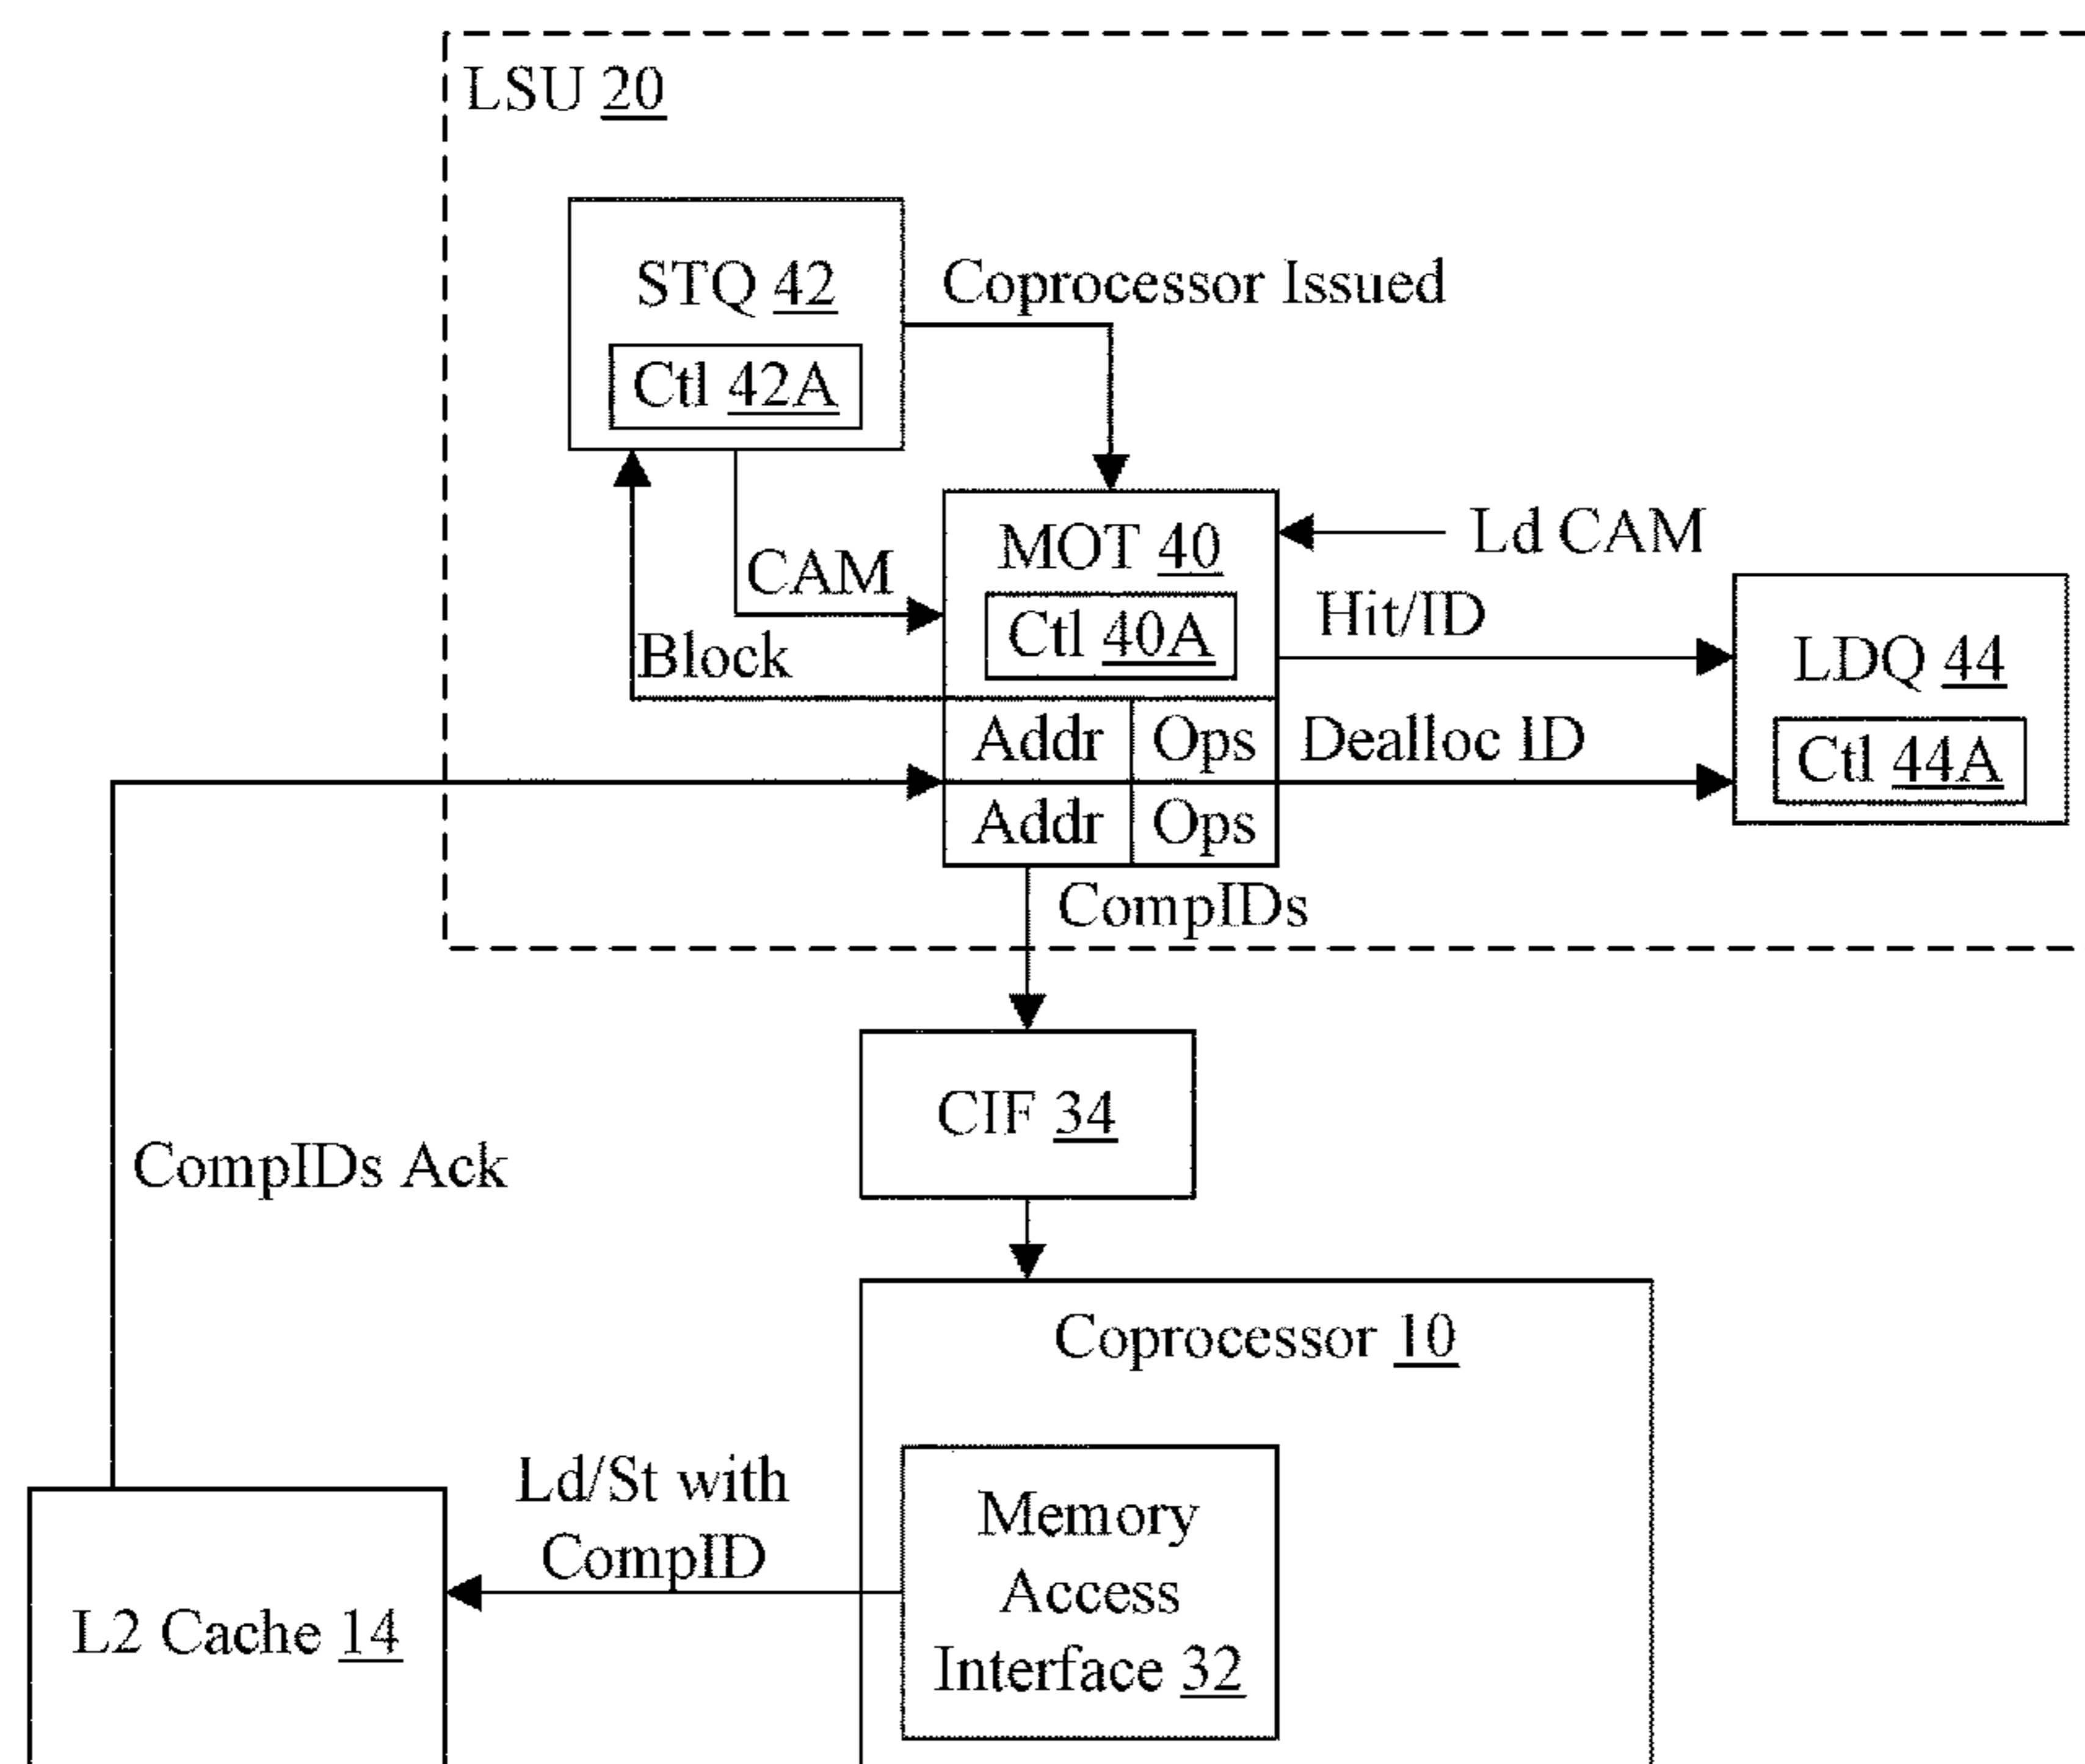 LSU 20
STQ 42
Coprocessor Issued
Ctl 42A
MOT 40
Ld CAM
CAM
Ctl 40A
Hit/ID
Block
LDQ 44
Addr Ops
Dealloc ID
Ctl 44A
Addr Ops
CompIDs
CIF 34
CompIDs Ack
Coprocessor 10
Ld/St with
CompID
Memory
Access
Interface 32
L2 Cache 14